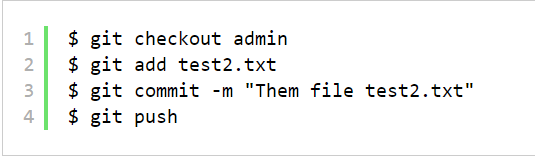 1 $ git checkout admin
2 $ git add test2.txt
3 $ git commit -m "Them file test2.txt"
4 $ git push